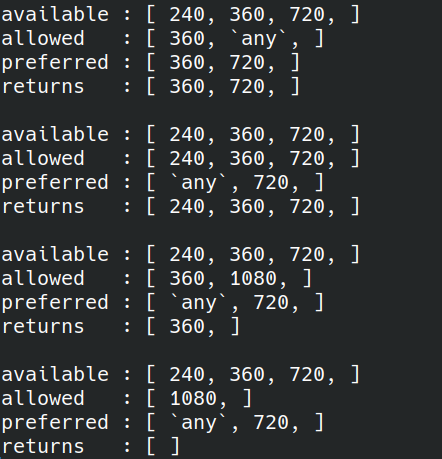 available : [ 240, 360, 720, ]
allowed   : [ 360, `any`, ]
preferred : [ 360, 720, ]
returns   : [ 360, 720, ]

available : [ 240, 360, 720, ]
allowed   : [ 240, 360, 720, ]
preferred : [ `any`, 720, ]
returns   : [ 240, 360, 720, ]

available : [ 240, 360, 720, ]
allowed   : [ 360, 1080, ]
preferred : [ `any`, 720, ]
returns   : [ 360, ]

available : [ 240, 360, 720, ]
allowed   : [ 1080, ]
preferred : [ `any`, 720, ]
returns   : [ ]